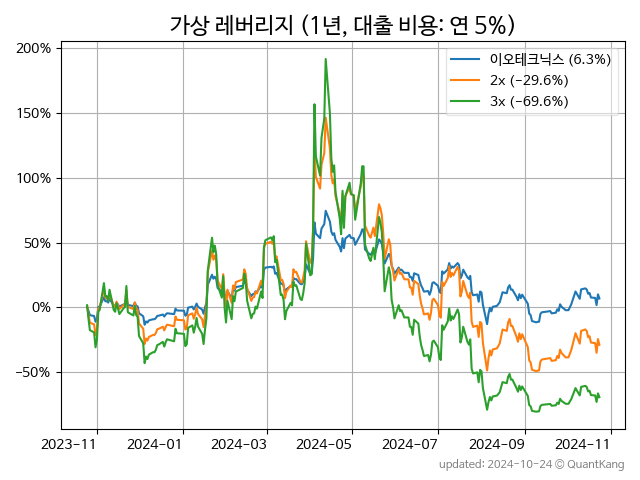 가상 레버리지 (1년, 대출 비용: 연 5%)
200%
150%
100%
50%
0%
−50%
이오테크닉스 (6.3%)
2x (−29.6%)
3x (−69.6%)
2023-11 2024-01 2024-03 2024-05 2024-07 2024-09 2024-11
updated: 2024-10-24 © QuantKang